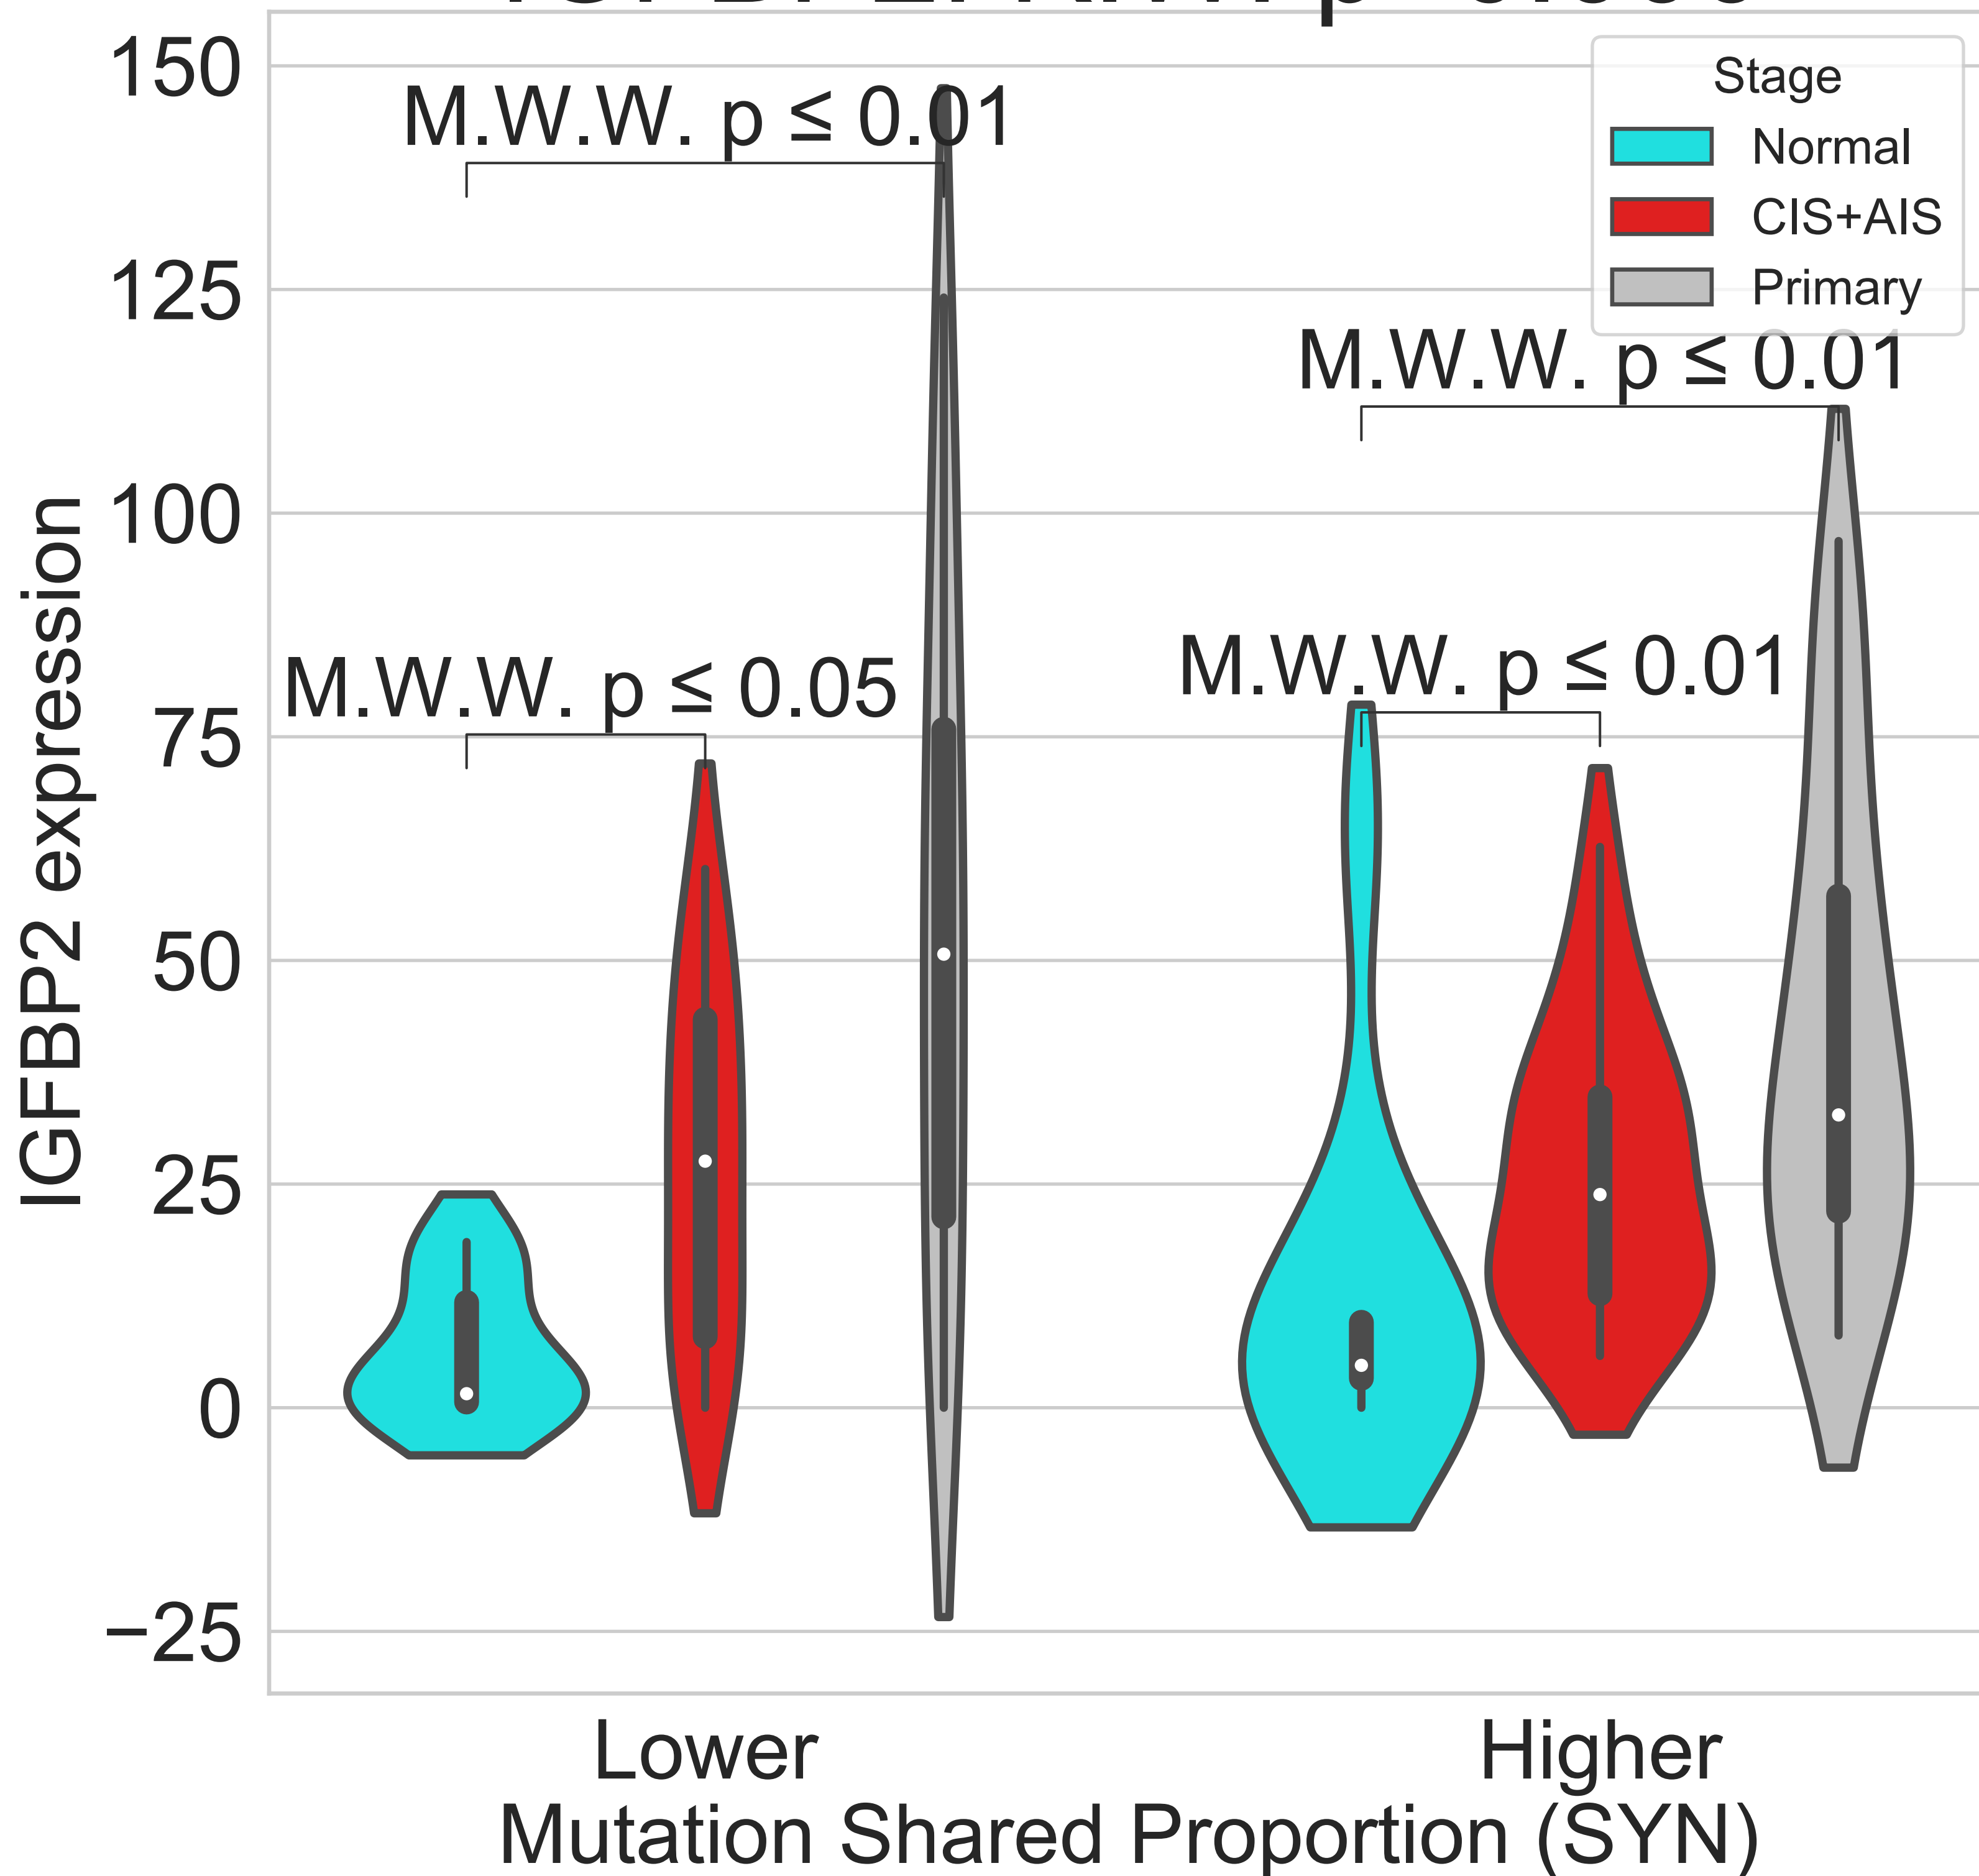 150
125
100
75
50
25
0
−25
IGFBP2 expression
M.W.W. p ≤ 0.01
M.W.W. p ≤ 0.05
M.W.W. p ≤ 0.01
M.W.W. p ≤ 0.01
Stage
Normal
CIS+AIS
Primary
Lower
Higher
Mutation Shared Proportion (SYN)